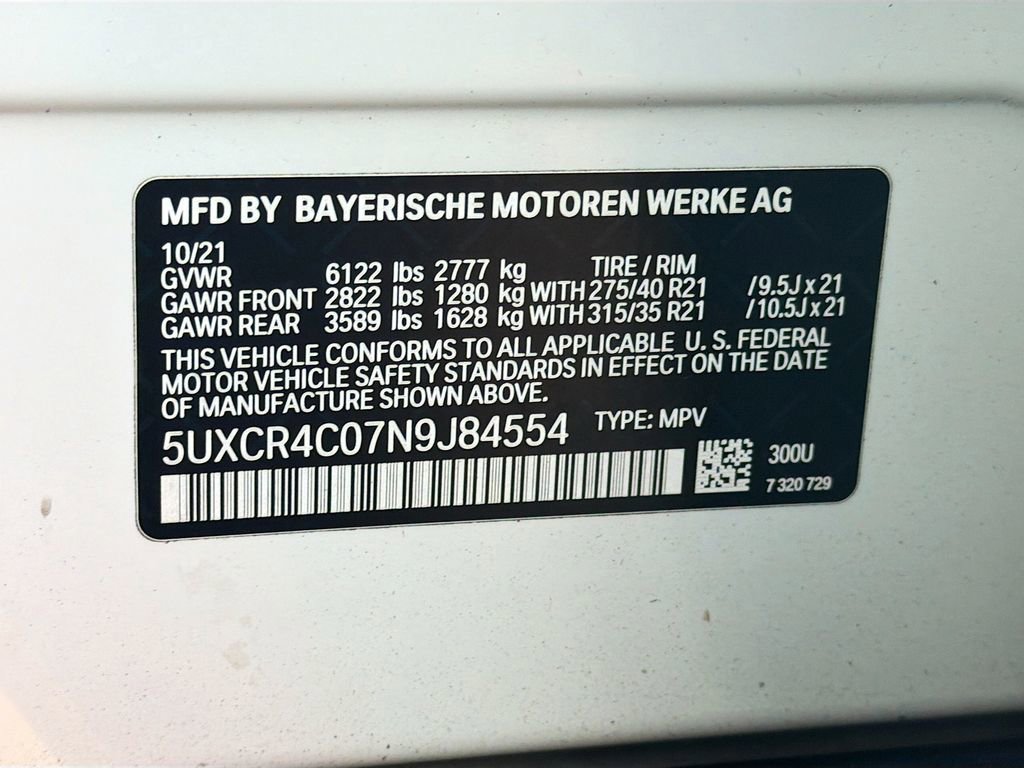 MFD BY BAYERISCHE MOTOREN WERKE AG
10/21
GVWR 6122 lbs 2777 kg TIRE / RIM
GAWR FRONT 2822 lbs 1280 kg WITH 275/40 R21 / 9.5J x 21
GAWR REAR 3589 lbs 1628 kg WITH 315/35 R21 / 10.5J x 21
THIS VEHICLE CONFORMS TO ALL APPLICABLE U. S. FEDERAL
MOTOR VEHICLE SAFETY STANDARDS IN EFFECT ON THE DATE
OF MANUFACTURE SHOWN ABOVE.
5UXCR4C07N9J84554 TYPE: MPV
300U
7 320 729